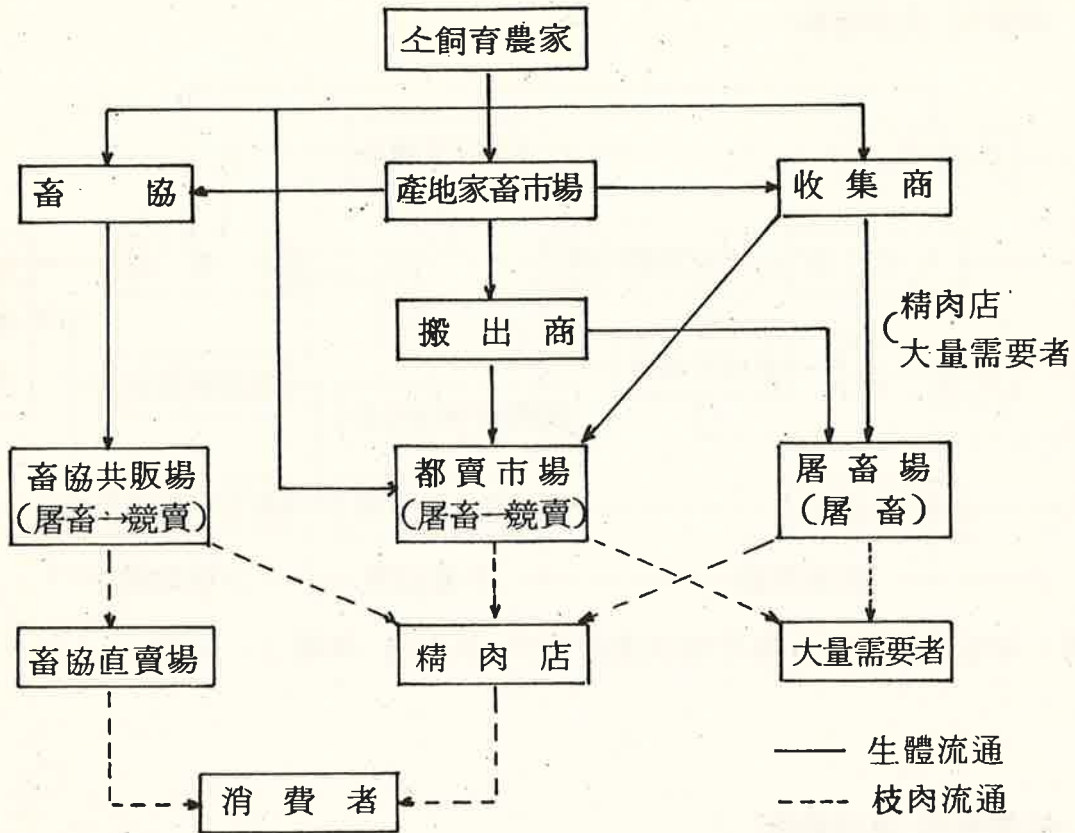 소飼育農家
畜協
產地家畜市場
收集商
搬出商
精肉店
大量需要者
畜協共販場
(屠畜→競賣)
都賣市場
(屠畜→競賣)
屠畜場
(屠畜)
畜協直賣場
精肉店
大量需要者
消費者
生體流通
枝肉流通